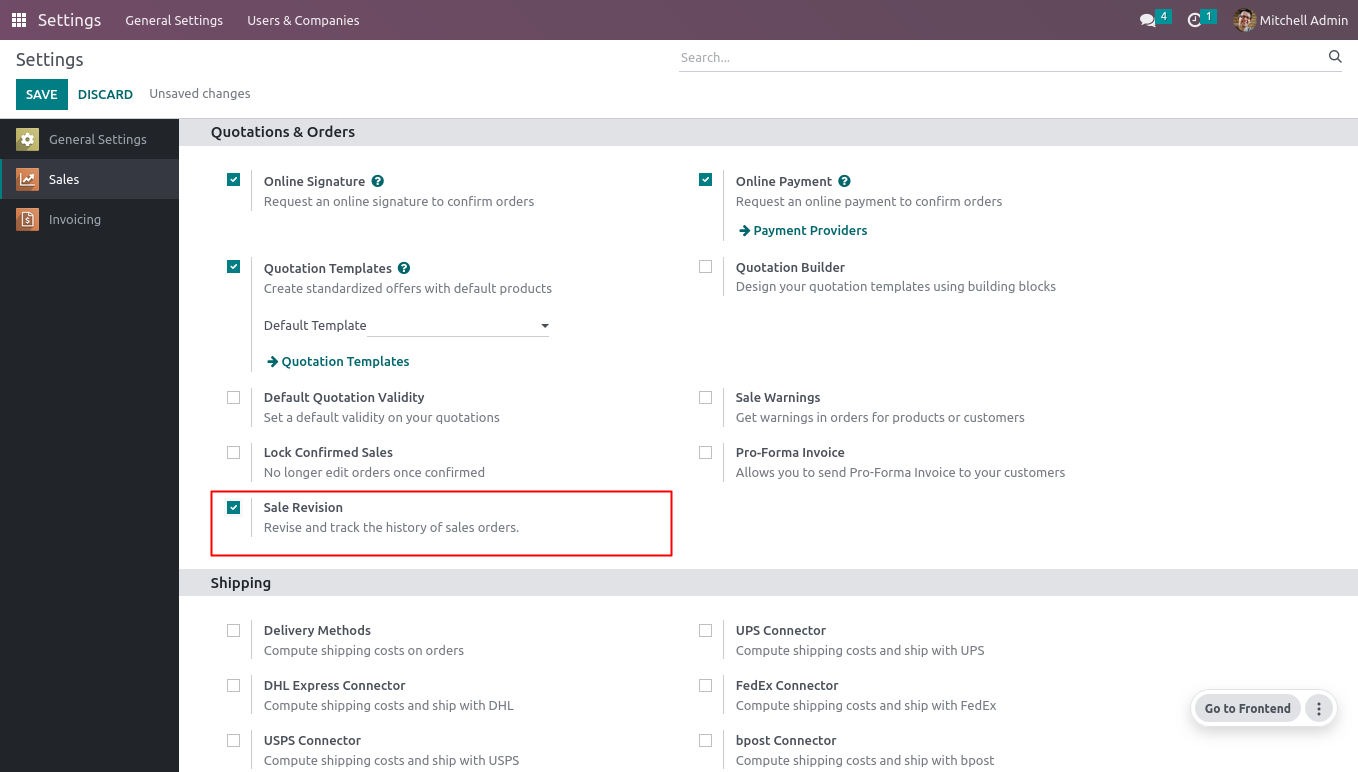 Settings General Settings Users & Companies 4 1 Mitchell Admin
Settings Search...
SAVE DISCARD Unsaved changes
General Settings
Sales
Invoicing
Quotations & Orders
Online Signature ?
Request an online signature to confirm orders
Online Payment ?
Request an online payment to confirm orders
Payment Providers
Quotation Templates ?
Create standardized offers with default products
Default Template
Quotation Templates
Quotation Builder
Design your quotation templates using building blocks
Default Quotation Validity
Set a default validity on your quotations
Sale Warnings
Get warnings in orders for products or customers
Lock Confirmed Sales
No longer edit orders once confirmed
Pro-Forma Invoice
Allows you to send Pro-Forma Invoice to your customers
Sale Revision
Revise and track the history of sales orders.
Shipping
Delivery Methods
Compute shipping costs on orders
UPS Connector
Compute shipping costs and ship with UPS
DHL Express Connector
Compute shipping costs and ship with DHL
FedEx Connector
Compute shipping costs and ship with FedEx
USPS Connector
Compute shipping costs and ship with USPS
bpost Connector
Compute shipping costs and ship with bpost
Go to Frontend